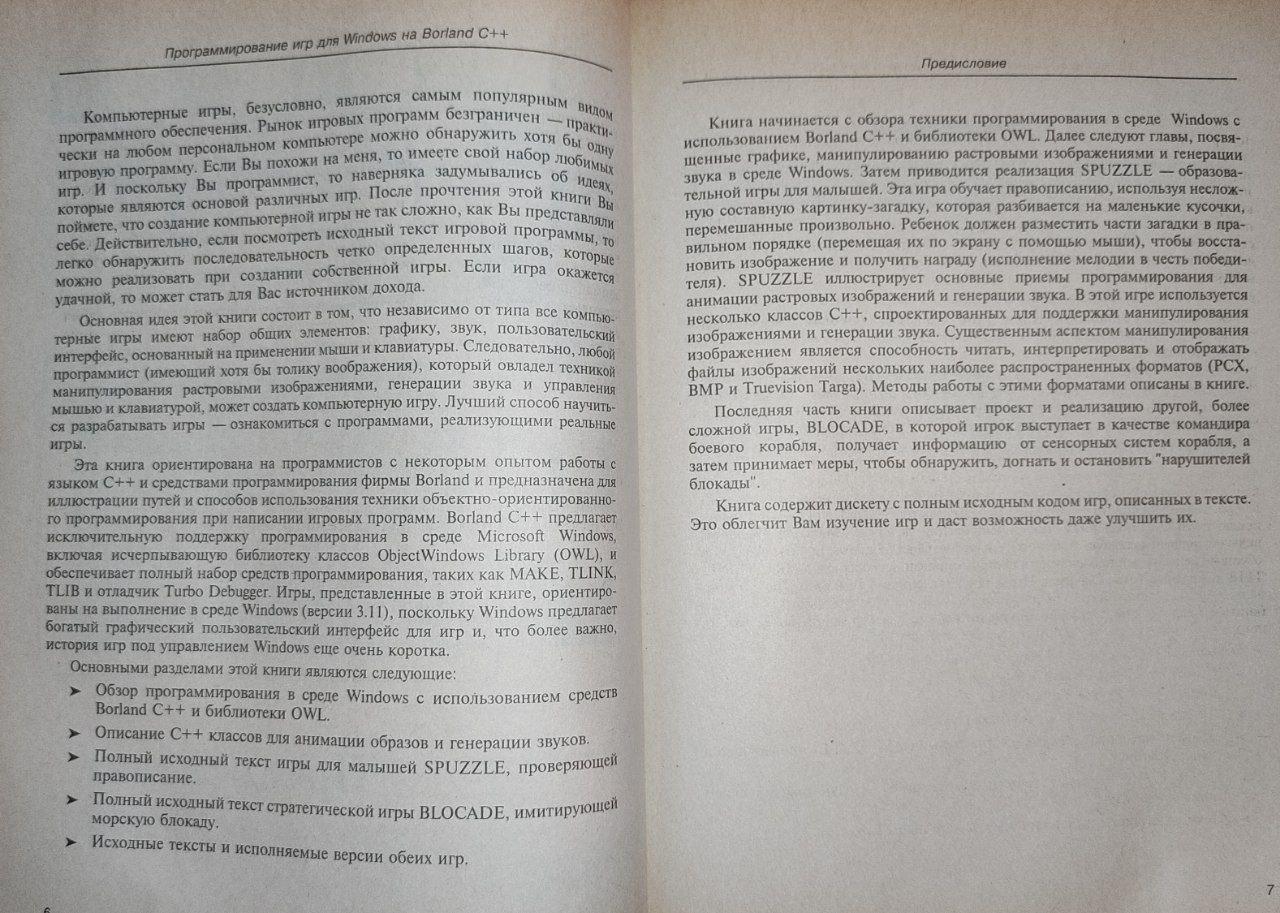 Программирование игр для Windows на Borland C++
Компьютерные игры, безусловно, являются самым популярным видом
программного обеспечения. Рынок игровых программ безграничен — практи-
чески на любом персональном компьютере можно обнаружить хотя бы одну
игровую программу. Если Вы похожи на меня, то имеете свой набор любимых
игр. И поскольку Вы программист, то наверняка задумывались об идеях,
которые являются основой различных игр. После прочтения этой книги Вы
поймете, что создание компьютерной игры не так сложно, как Вы представляли
себе. Действительно, если посмотреть исходный текст игровой программы, то
легко обнаружить последовательность четко определенных шагов, которые
можно реализовать при создании собственной игры. Если игра окажется
удачной, то может стать для Вас источником дохода.
Основная идея этой книги состоит в том, что независимо от типа все компью-
терные игры имеют набор общих элементов: графику, звук, пользовательский
интерфейс, основанный на применении мыши и клавиатуры. Следовательно, любой
программист (имеющий хотя бы толику воображения), который овладел техникой
манипулирования растровыми изображениями, генерации звука и управления
мышью и клавиатурой, может создать компьютерную игру. Лучший способ научить-
ся разрабатывать игры — ознакомиться с программами, реализующими реальные
игры.
Эта книга ориентирована на программистов с некоторым опытом работы с
языком C++ и средствами программирования фирмы Borland и предназначена для
иллюстрации путей и способов использования техники объектно-ориентированно-
го программирования при написании игровых программ. Borland C++ предлагает
исключительную поддержку программирования в среде Microsoft Windows,
включая исчерпывающую библиотеку классов ObjectWindows Library (OWL), и
обеспечивает полный набор средств программирования, таких как MAKE, TLINK,
TLIB и отладчик Turbo Debugger. Игры, представленные в этой книге, ориентиро-
ваны на выполнение в среде Windows (версии 3.11), поскольку Windows предлагает
богатый графический пользовательский интерфейс для игр и, что более важно,
история игр под управлением Windows еще очень коротка.
Основными разделами этой книги являются следующие:
➤ Обзор программирования в среде Windows с использованием средств
Borland C++ и библиотеки OWL.
➤ Описание C++ классов для анимации образов и генерации звуков.
➤ Полный исходный текст игры для малышей SPUZZLE, проверяющей
правописание.
➤ Полный исходный текст стратегической игры BLOCADE, имитирующей
морскую блокаду.
➤ Исходные тексты и исполняемые версии обеих игр.
6
Предисловие
Книга начинается с обзора техники программирования в среде Windows с
использованием Borland C++ и библиотеки OWL. Далее следуют главы, посвя-
щенные графике, манипулированию растровыми изображениями и генерации
звука в среде Windows. Затем приводится реализация SPUZZLE — образова-
тельной игры для малышей. Эта игра обучает правописанию, используя неслож-
ную составную картинку-загадку, которая разбивается на маленькие кусочки,
перемешанные произвольно. Ребенок должен разместить части загадки в пра-
вильном порядке (перемещая их по экрану с помощью мыши), чтобы восста-
новить изображение и получить награду (исполнение мелодии в честь победи-
теля). SPUZZLE иллюстрирует основные приемы программирования для
анимации растровых изображений и генерации звука. В этой игре используется
несколько классов C++, спроектированных для поддержки манипулирования
изображениями и генерации звука. Существенным аспектом манипулирования
изображением является способность читать, интерпретировать и отображать
файлы изображений нескольких наиболее распространенных форматов (PCX,
BMP и Truevision Targa). Методы работы с этими форматами описаны в книге.
Последняя часть книги описывает проект и реализацию другой, более
сложной игры, BLOCADE, в которой игрок выступает в качестве командира
боевого корабля, получает информацию от сенсорных систем корабля, а
затем принимает меры, чтобы обнаружить, догнать и остановить "нарушителей
блокады".
Книга содержит дискету с полным исходным кодом игр, описанных в тексте.
Это облегчит Вам изучение игр и даст возможность даже улучшить их.
7